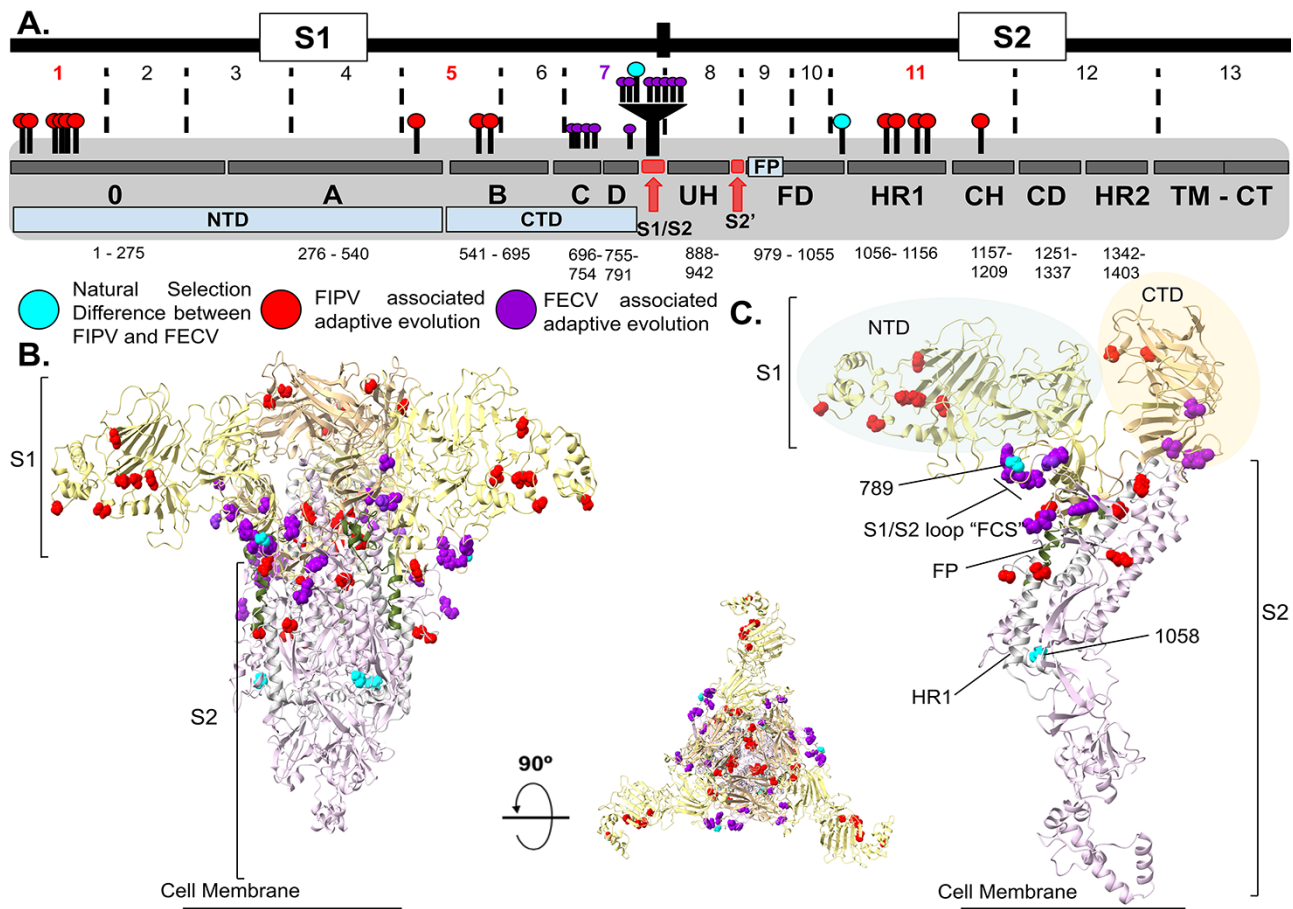 A.
S1
S2
1 2 3 4 5 6 7 8 9 10 11 12 13
FP
0 A B C D UH FD HR1 CH CD HR2 TM - CT
NTD CTD S1/S2 S2’
1 - 275 276 - 540 541 - 695 696- 755- 888- 979 - 1055 1056- 1156 1157- 1251- 1342-
754 791 942 1209 1337 1403
Natural Selection
Difference between
FIPV and FECV
FIPV associated
adaptive evolution
FECV associated
adaptive evolution
B.
S1
S2
Cell Membrane
90º
C.
CTD
NTD
S1
789
S1/S2 loop “FCS”
FP
S2
1058
HR1
Cell Membrane